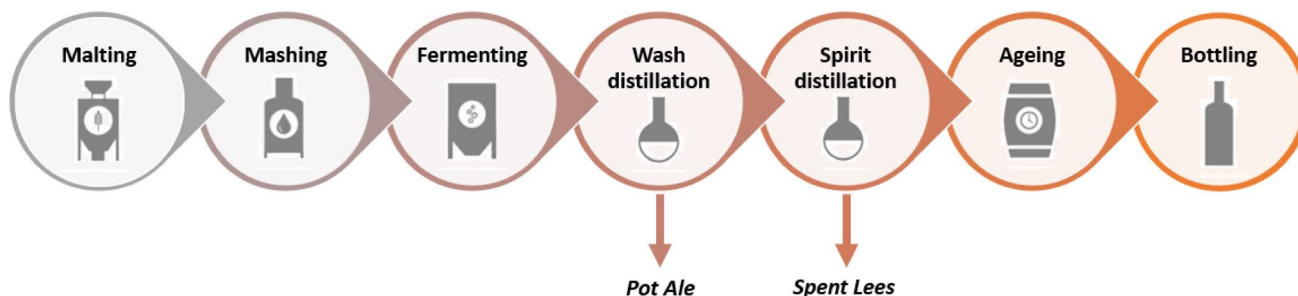 Malting
Mashing
Fermenting
Wash
distillation
Spirit
distillation
Ageing
Bottling
Pot Ale
Spent Lees